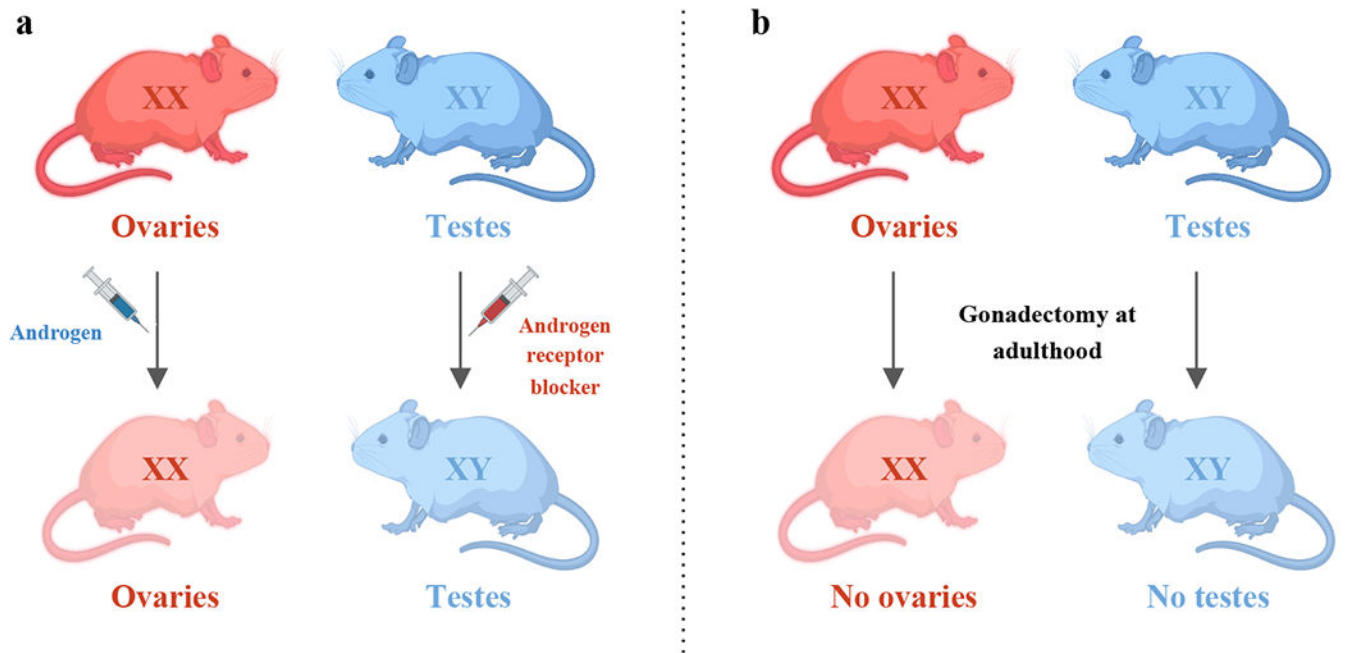 a
XX
XY
Ovaries
Testes
Androgen
Androgen
receptor
blocker
XX
XY
Ovaries
Testes
b
XX
XY
Ovaries
Testes
Gonadectomy at
adulthood
XX
XY
No ovaries
No testes